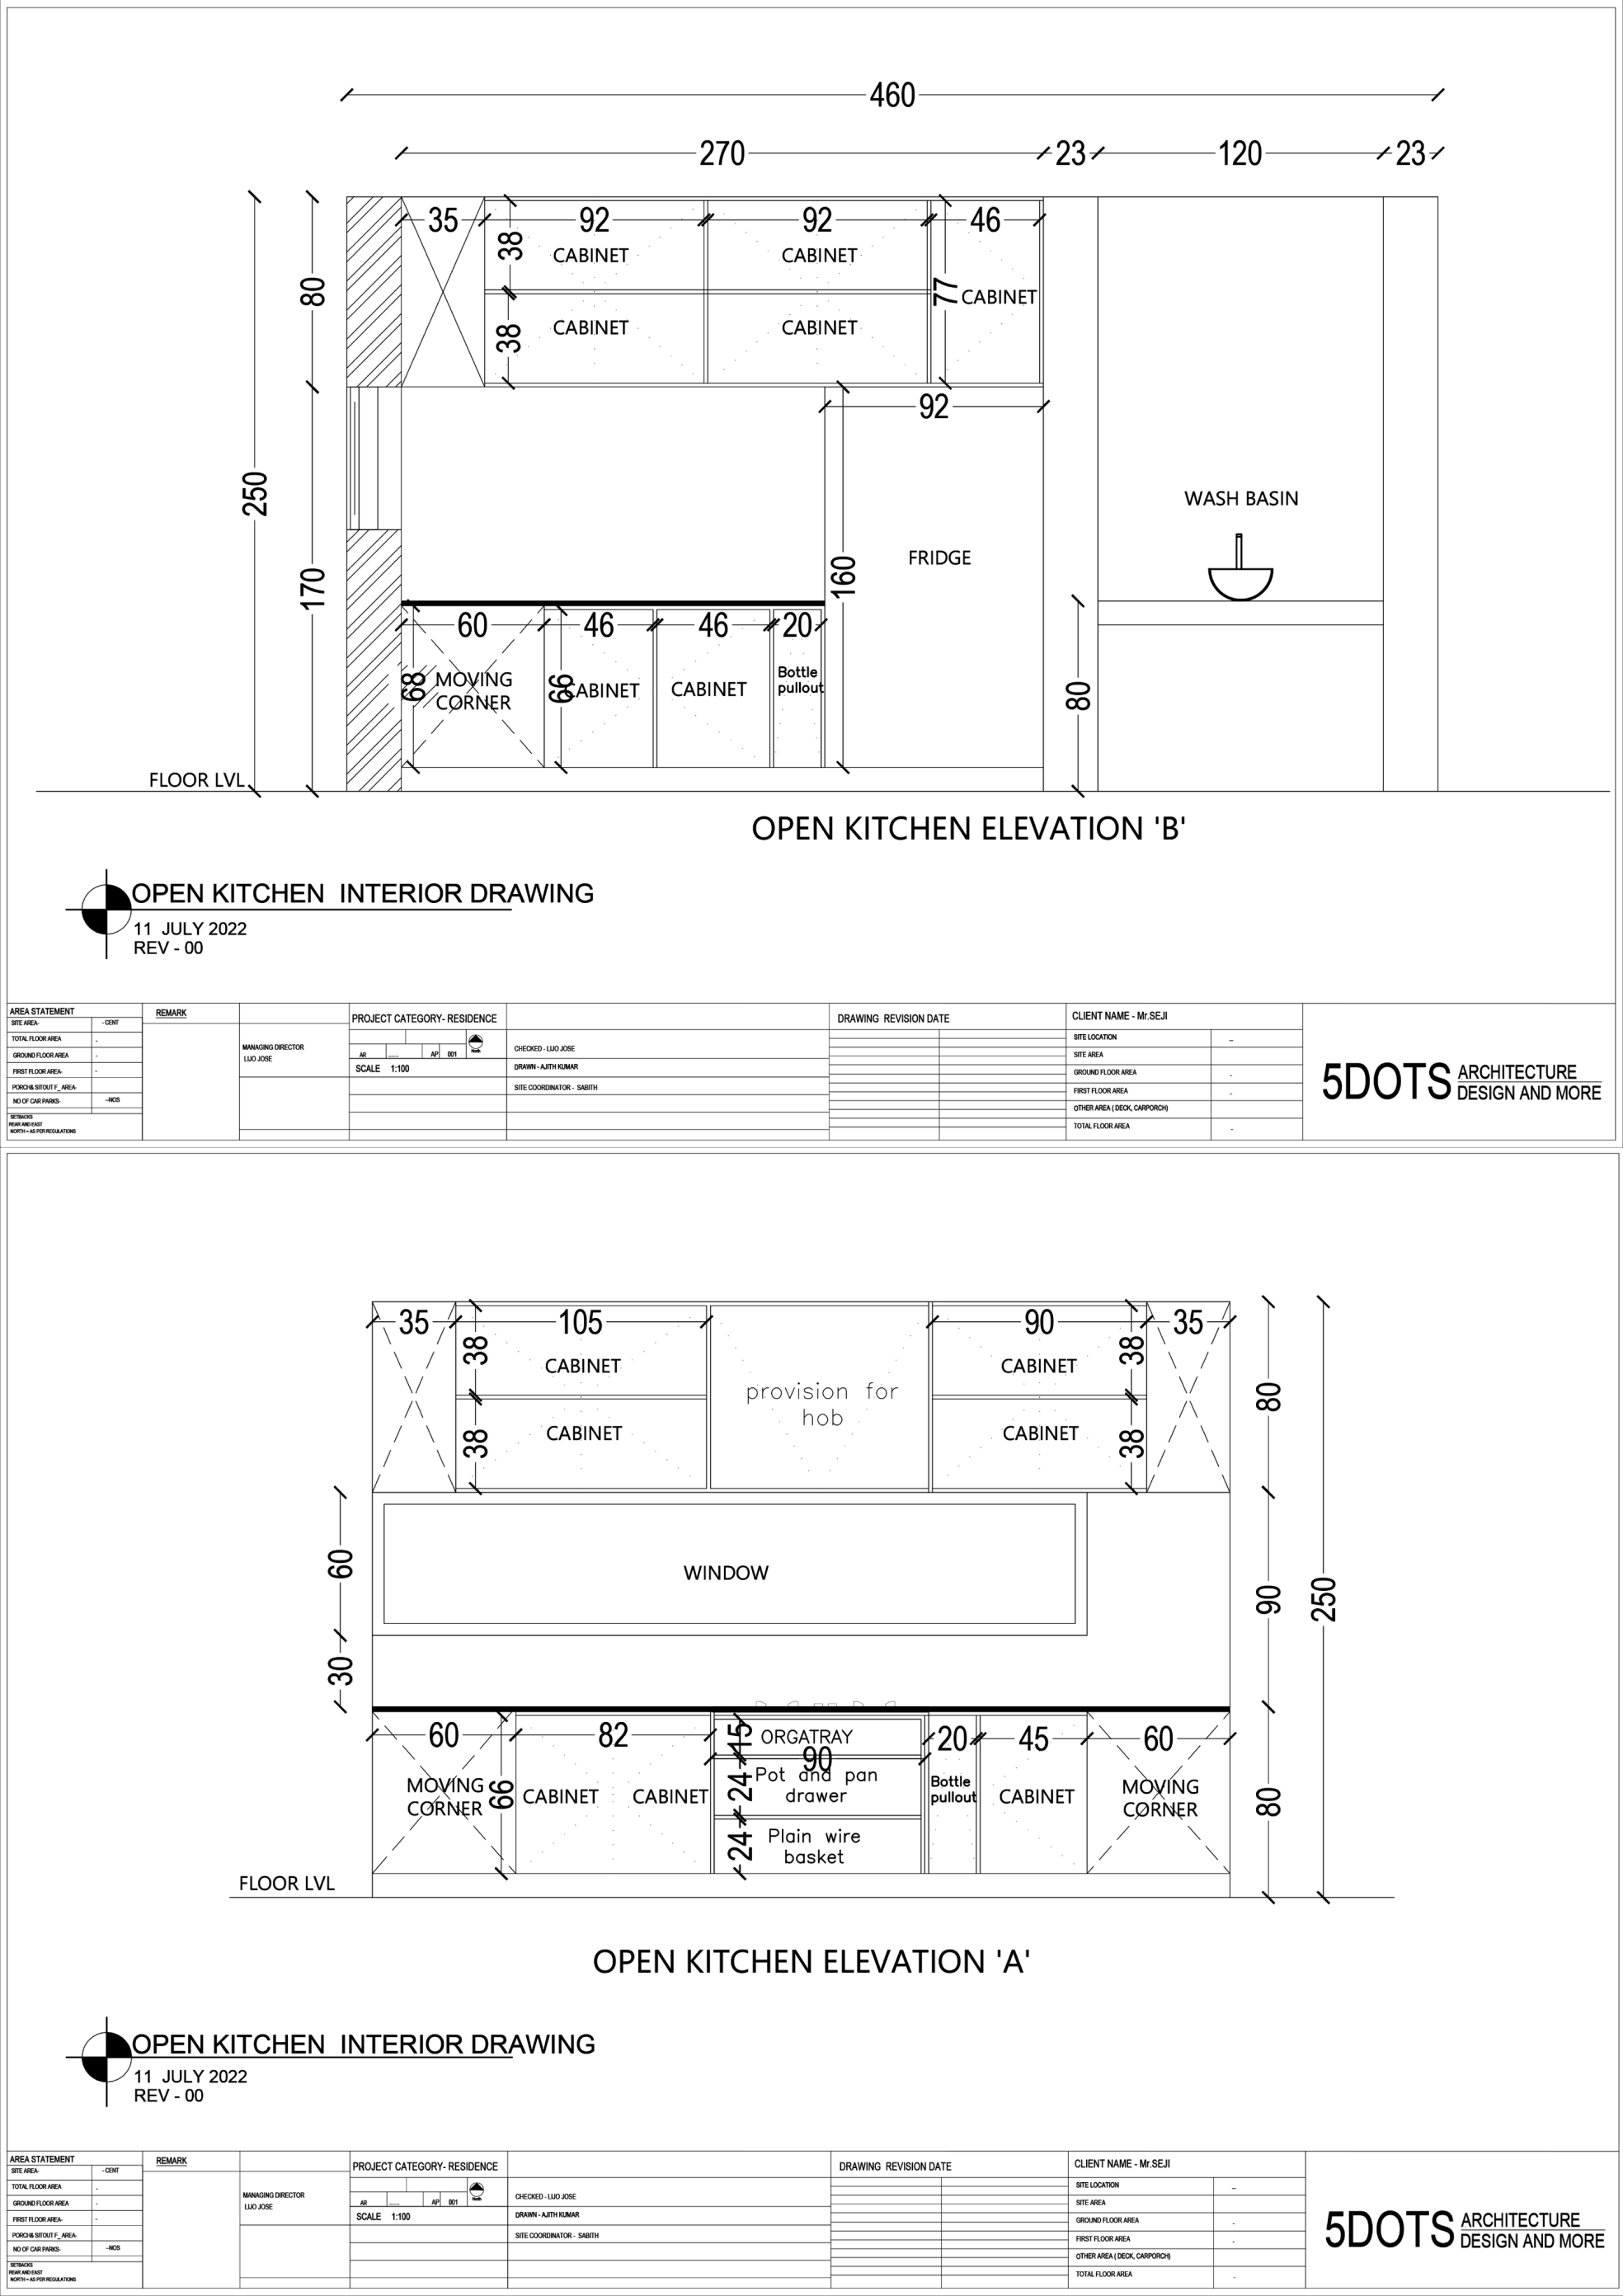 460
270 23 120 23
35 92 92 46
38
CABINET CABINET
80
77
CABINET
38
CABINET CABINET
92
250
WASH BASIN
FRIDGE
160
170
60 46 46 20
68
MOVING
CORNER
66
CABINET
CABINET
Bottle
pullout
80
FLOOR LVL
OPEN KITCHEN ELEVATION 'B'
OPEN KITCHEN INTERIOR DRAWING
11 JULY 2022
REV - 00
AREA STATEMENT
SITE AREA- - CENT
TOTAL FLOOR AREA -
GROUND FLOOR AREA -
FIRST FLOOR AREA- -
PORCH& SITOUT F_ AREA-
NO OF CAR PARKS- --NOS
SETBACKS
REAR AND EAST
NORTH = AS PER REGULATIONS
REMARK
MANAGING DIRECTOR
LIJO JOSE
PROJECT CATEGORY- RESIDENCE
AR ...... AP 001 North
SCALE 1:100
CHECKED - LIJO JOSE
DRAWN - AJITH KUMAR
SITE COORDINATOR - SABITH
DRAWING REVISION DATE
CLIENT NAME - Mr.SEJI
SITE LOCATION --
SITE AREA
GROUND FLOOR AREA -
FIRST FLOOR AREA -
OTHER AREA ( DECK, CARPORCH)
TOTAL FLOOR AREA -
5DOTS ARCHITECTURE
DESIGN AND MORE
35 105 90 35
38 38
CABINET CABINET
provision for
hob
80
CABINET CABINET
38 38
60
WINDOW
90
250
30
60 82 15 ORGATRAY 20 45 60
90
MOVING
CORNER
66
CABINET CABINET
24
Pot and pan
drawer
Bottle
pullout
CABINET
MOVING
CORNER
80
24
Plain wire
basket
FLOOR LVL
OPEN KITCHEN ELEVATION 'A'
OPEN KITCHEN INTERIOR DRAWING
11 JULY 2022
REV - 00
AREA STATEMENT
SITE AREA- - CENT
TOTAL FLOOR AREA -
GROUND FLOOR AREA -
FIRST FLOOR AREA- -
PORCH& SITOUT F_ AREA-
NO OF CAR PARKS- --NOS
SETBACKS
REAR AND EAST
NORTH = AS PER REGULATIONS
REMARK
MANAGING DIRECTOR
LIJO JOSE
PROJECT CATEGORY- RESIDENCE
AR ...... AP 001 North
SCALE 1:100
CHECKED - LIJO JOSE
DRAWN - AJITH KUMAR
SITE COORDINATOR - SABITH
DRAWING REVISION DATE
CLIENT NAME - Mr.SEJI
SITE LOCATION --
SITE AREA
GROUND FLOOR AREA -
FIRST FLOOR AREA -
OTHER AREA ( DECK, CARPORCH)
TOTAL FLOOR AREA -
5DOTS ARCHITECTURE
DESIGN AND MORE